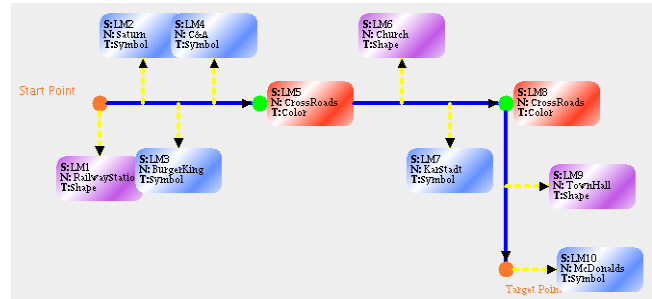 S:LM2
N: Saturn
T:Symbol
S:LM4
N: C&A
T:Symbol
S:LM6
N: Church
T:Shape
Start Point
S:LM5
N: CrossRoads
T:Color
S:LM8
N: CrossRoads
T:Color
S:LM1
N: RailwayStatio
T:Shape
S:LM3
N: BurgerKing
T:Symbol
S:LM7
N: KarStadt
T:Symbol
S:LM9
N: TownHall
T:Shape
S:LM10
N: McDonalds
T:Symbol
Target Poin